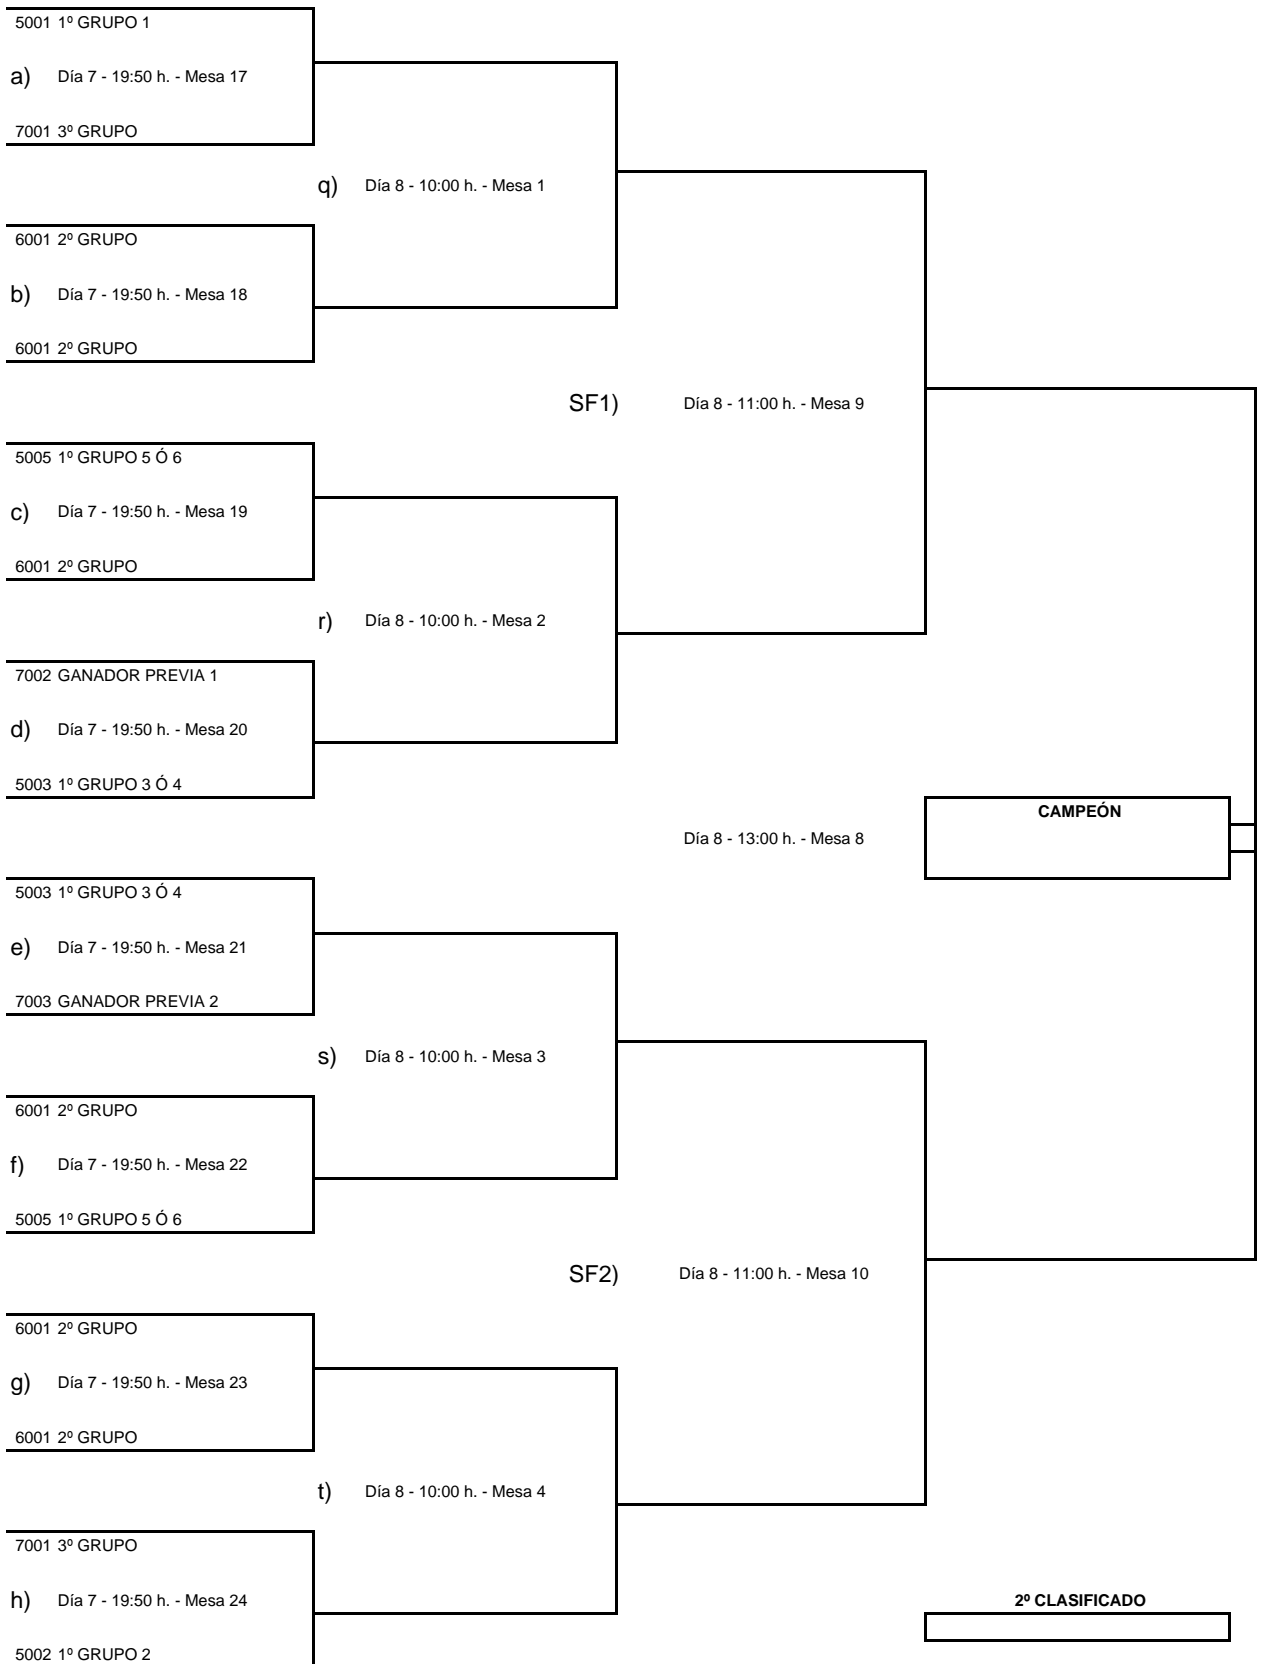 5001 1º GRUPO 1
a) Día 7 - 19:50 h. - Mesa 17
7001 3º GRUPO
q) Día 8 - 10:00 h. - Mesa 1
6001 2º GRUPO
b) Día 7 - 19:50 h. - Mesa 18
6001 2º GRUPO
SF1) Día 8 - 11:00 h. - Mesa 9
5005 1º GRUPO 5 Ó 6
c) Día 7 - 19:50 h. - Mesa 19
6001 2º GRUPO
r) Día 8 - 10:00 h. - Mesa 2
7002 GANADOR PREVIA 1
d) Día 7 - 19:50 h. - Mesa 20
5003 1º GRUPO 3 Ó 4
CAMPEÓN
Día 8 - 13:00 h. - Mesa 8
5003 1º GRUPO 3 Ó 4
e) Día 7 - 19:50 h. - Mesa 21
7003 GANADOR PREVIA 2
s) Día 8 - 10:00 h. - Mesa 3
6001 2º GRUPO
f) Día 7 - 19:50 h. - Mesa 22
5005 1º GRUPO 5 Ó 6
SF2) Día 8 - 11:00 h. - Mesa 10
6001 2º GRUPO
g) Día 7 - 19:50 h. - Mesa 23
6001 2º GRUPO
t) Día 8 - 10:00 h. - Mesa 4
7001 3º GRUPO
h) Día 7 - 19:50 h. - Mesa 24
2º CLASIFICADO
5002 1º GRUPO 2